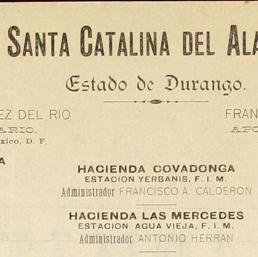 SANTA CATALINA DEL ALA
Estado de Durango.
EZ DEL RIO
FRAN
ARIO.
APO
xico, D. F.
A
HACIENDA COVADONGA
ESTACION YERBANIS, F. I. M.
Administrador FRANCISCO A. CALDERON
HACIENDA LAS MERCEDES
ESTACION AGUA VIEJA, F. I. M.
Administrador ANTONIO HERRAN